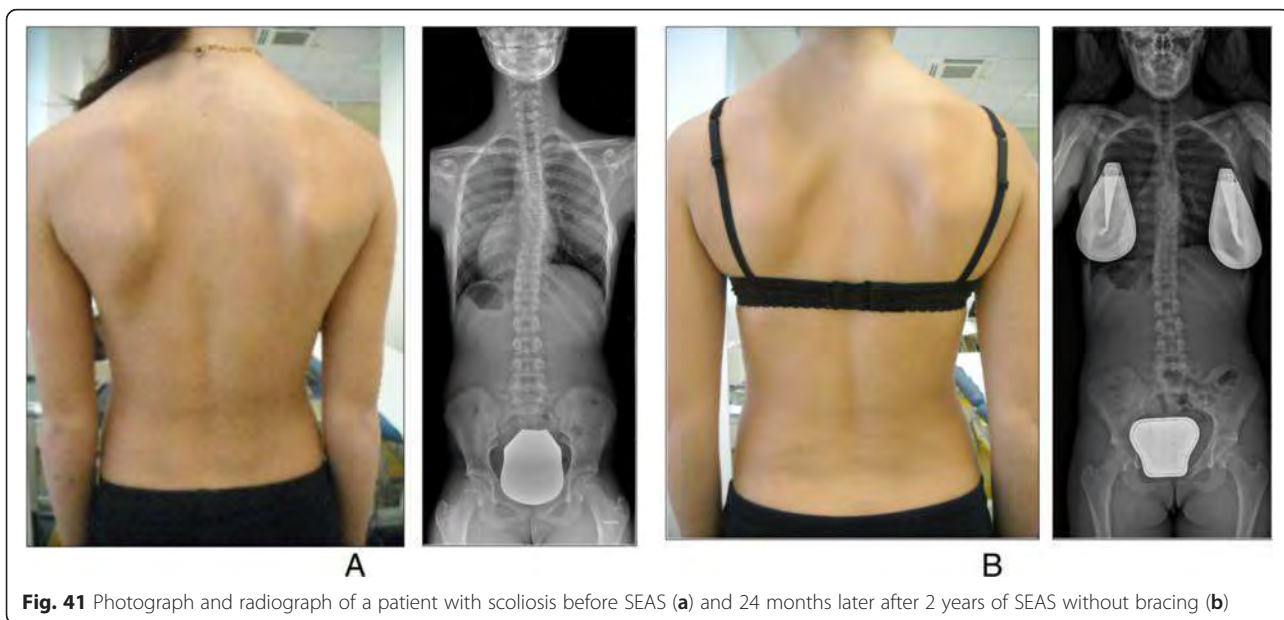 A
B
Fig. 41 Photograph and radiograph of a patient with scoliosis before SEAS (a) and 24 months later after 2 years of SEAS without bracing (b)